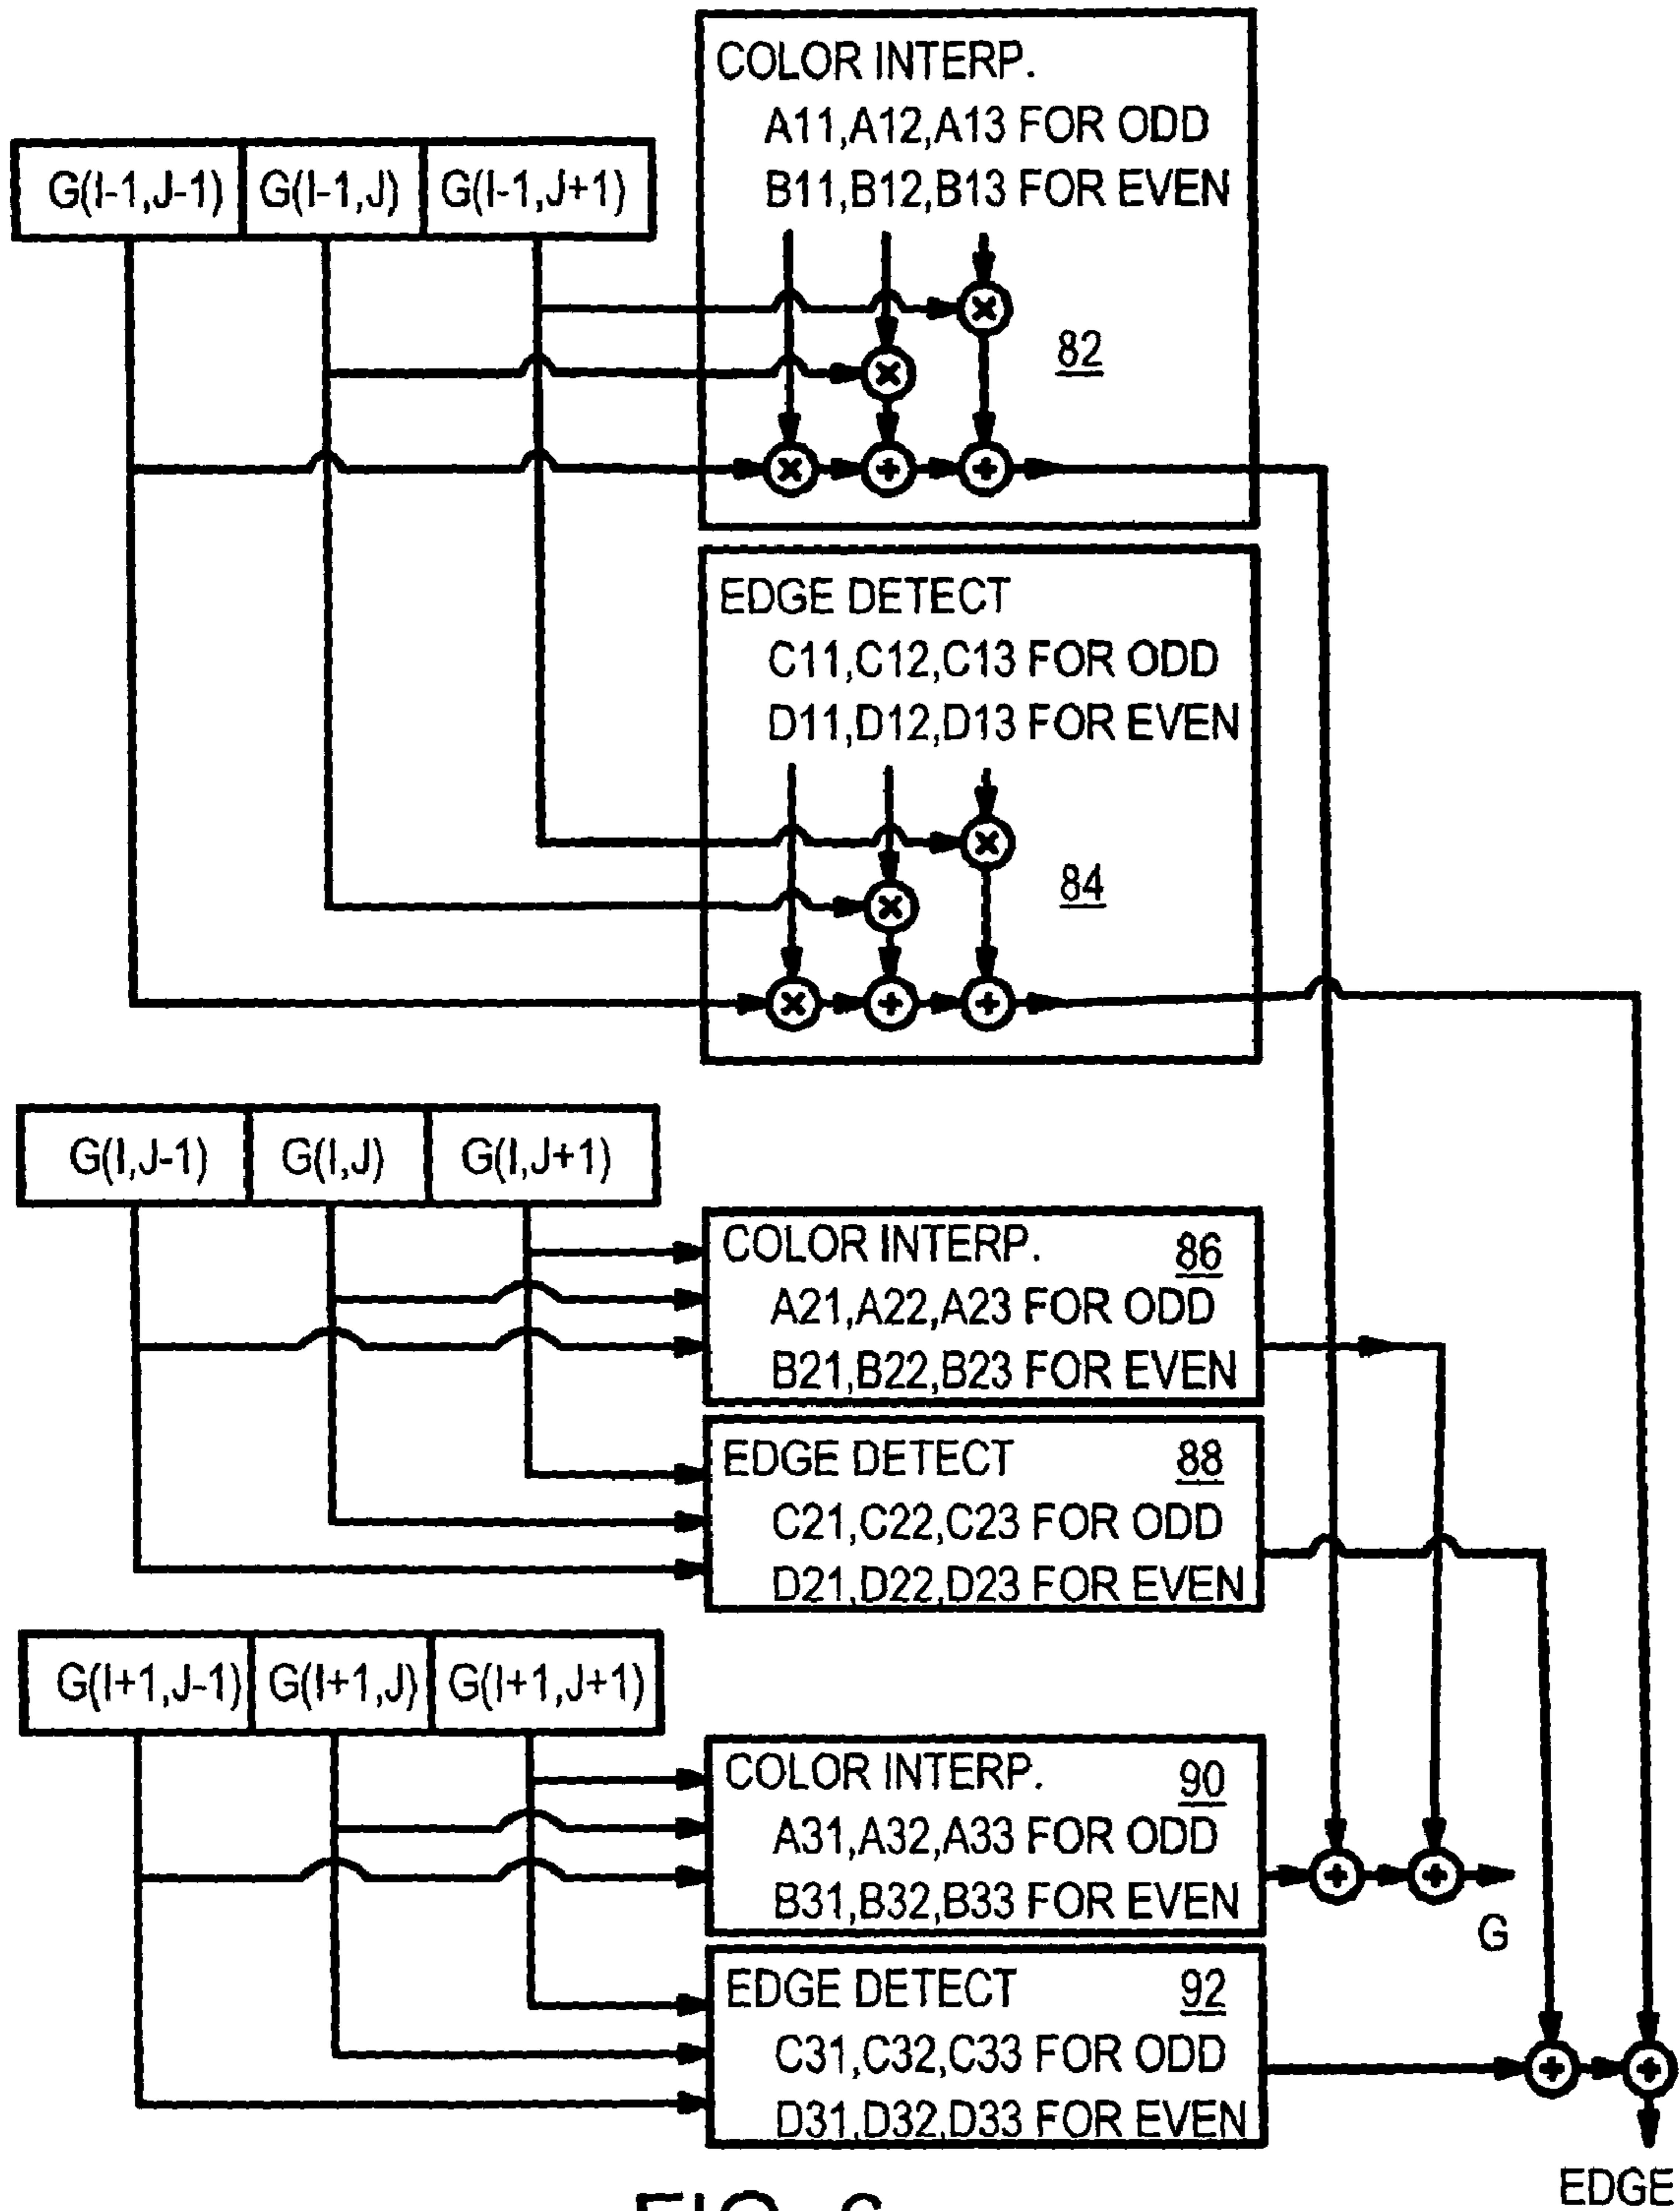 COLOR INTERP.
A11,A12,A13 FOR ODD
B11,B12,B13 FOR EVEN
G(I-1,J-1) G(I-1,J) G(I-1,J+1)
82
EDGE DETECT
C11,C12,C13 FOR ODD
D11,D12,D13 FOR EVEN
84
G(I,J-1) G(I,J) G(I,J+1)
COLOR INTERP. 86
A21,A22,A23 FOR ODD
B21,B22,B23 FOR EVEN
EDGE DETECT 88
C21,C22,C23 FOR ODD
D21,D22,D23 FOR EVEN
G(I+1,J-1) G(I+1,J) G(I+1,J+1)
COLOR INTERP. 90
A31,A32,A33 FOR ODD
B31,B32,B33 FOR EVEN
G
EDGE DETECT 92
C31,C32,C33 FOR ODD
D31,D32,D33 FOR EVEN
EDGE